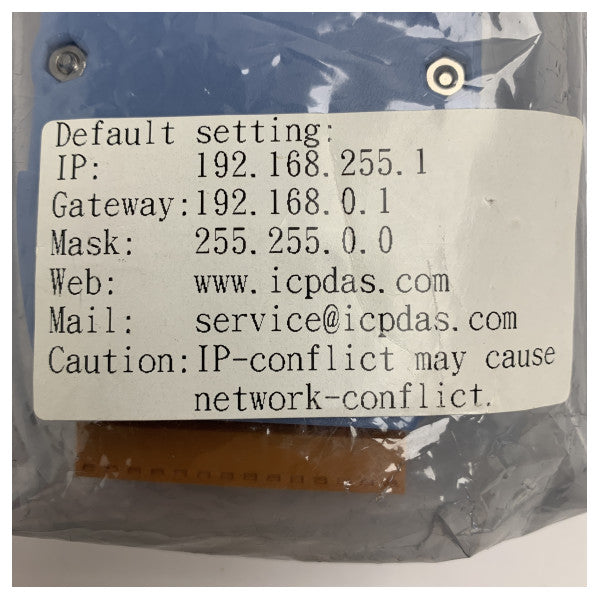 Default setting:
IP: 192.168.255.1
Gateway:192.168.0.1
Mask: 255.255.0.0
Web: www.icpdas.com
Mail: service@icpdas.com
Caution:IP-conflict may cause
network-conflict.